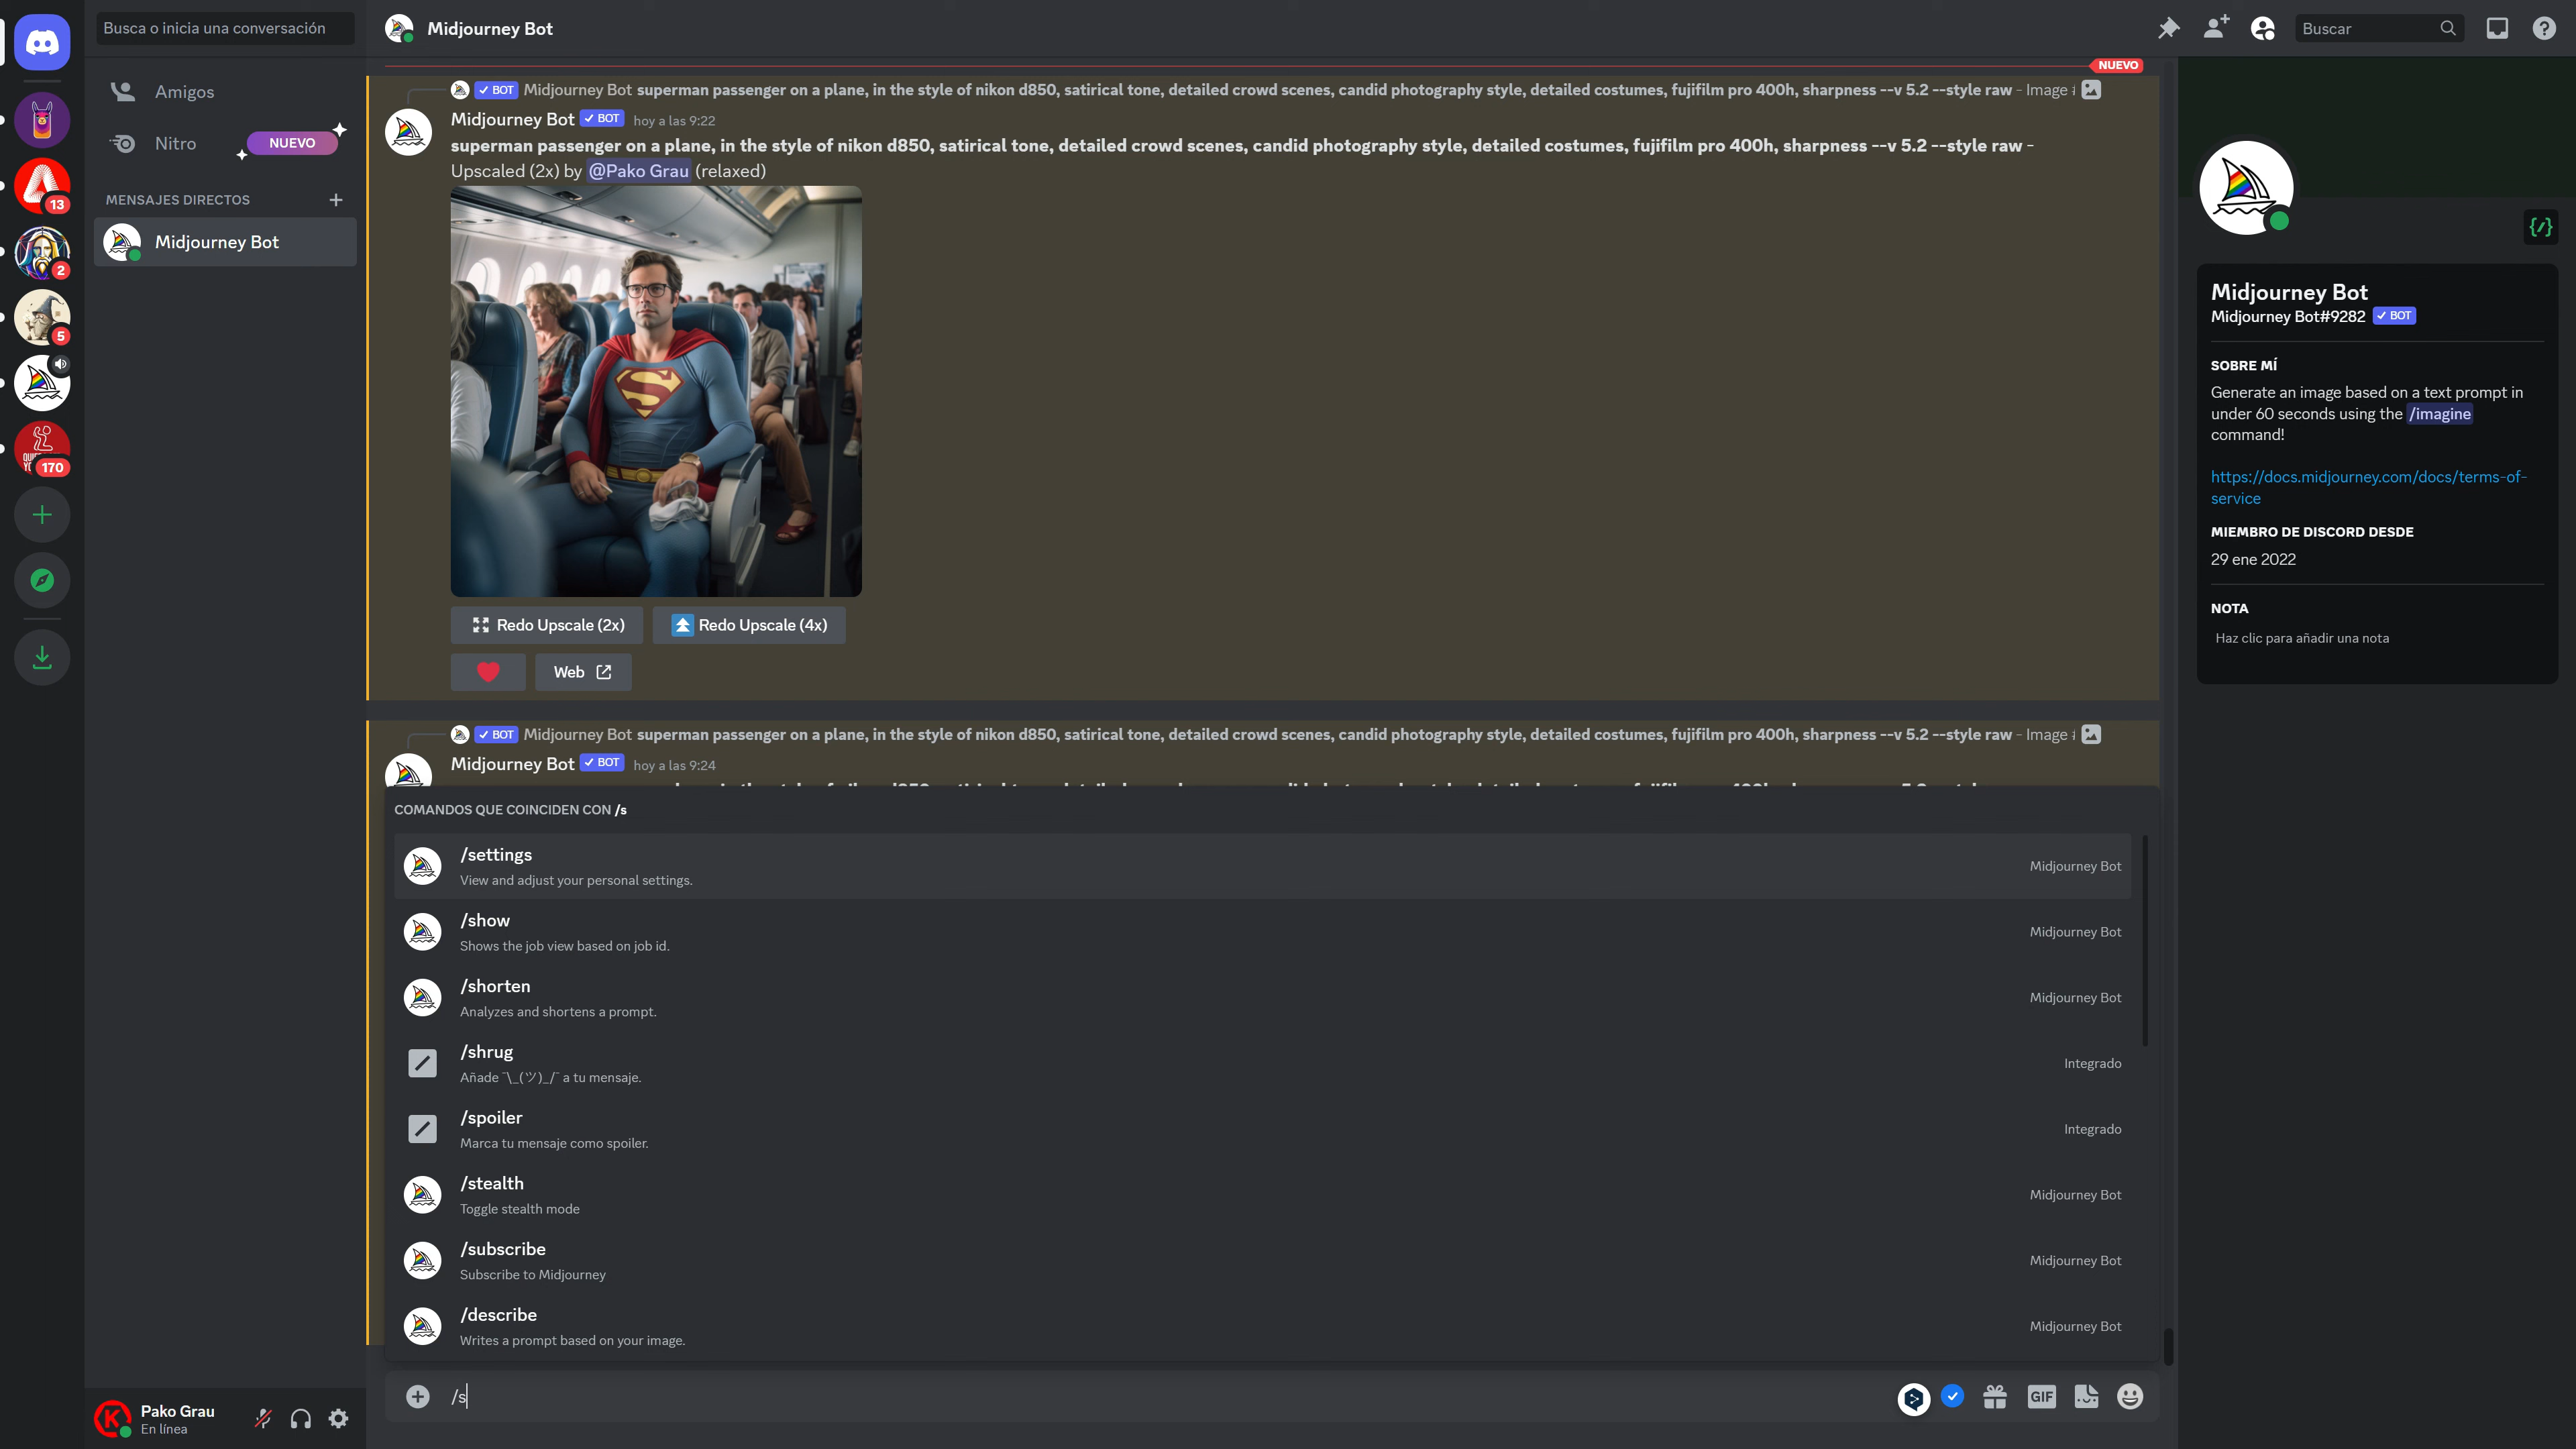 Busca o inicia una conversación
Amigos
Nitro
NUEVO
MENSAJES DIRECTOS
Midjourney Bot
13
2
5
170
Pako Grau
En línea
Midjourney Bot
Buscar
NUEVO
BOT Midjourney Bot superman passenger on a plane, in the style of nikon d850, satirical tone, detailed crowd scenes, candid photography style, detailed costumes, fujifilm pro 400h, sharpness --v 5.2 --style raw - Image
Midjourney Bot BOT hoy a las 9:22
superman passenger on a plane, in the style of nikon d850, satirical tone, detailed crowd scenes, candid photography style, detailed costumes, fujifilm pro 400h, sharpness --v 5.2 --style raw -
Upscaled (2x) by @Pako Grau (relaxed)
Redo Upscale (2x)
Redo Upscale (4x)
Web
BOT Midjourney Bot superman passenger on a plane, in the style of nikon d850, satirical tone, detailed crowd scenes, candid photography style, detailed costumes, fujifilm pro 400h, sharpness --v 5.2 --style raw - Image
Midjourney Bot BOT hoy a las 9:24
COMANDOS QUE COINCIDEN CON /s
/settings
View and adjust your personal settings.
Midjourney Bot
/show
Shows the job view based on job id.
Midjourney Bot
/shorten
Analyzes and shortens a prompt.
Midjourney Bot
/shrug
Añade ¯\_(ツ)_/¯ a tu mensaje.
Integrado
/spoiler
Marca tu mensaje como spoiler.
Integrado
/stealth
Toggle stealth mode
Midjourney Bot
/subscribe
Subscribe to Midjourney
Midjourney Bot
/describe
Writes a prompt based on your image.
Midjourney Bot
/s
GIF
Midjourney Bot
Midjourney Bot#9282 BOT
SOBRE MÍ
Generate an image based on a text prompt in
under 60 seconds using the /imagine
command!
https://docs.midjourney.com/docs/terms-of-
service
MIEMBRO DE DISCORD DESDE
29 ene 2022
NOTA
Haz clic para añadir una nota